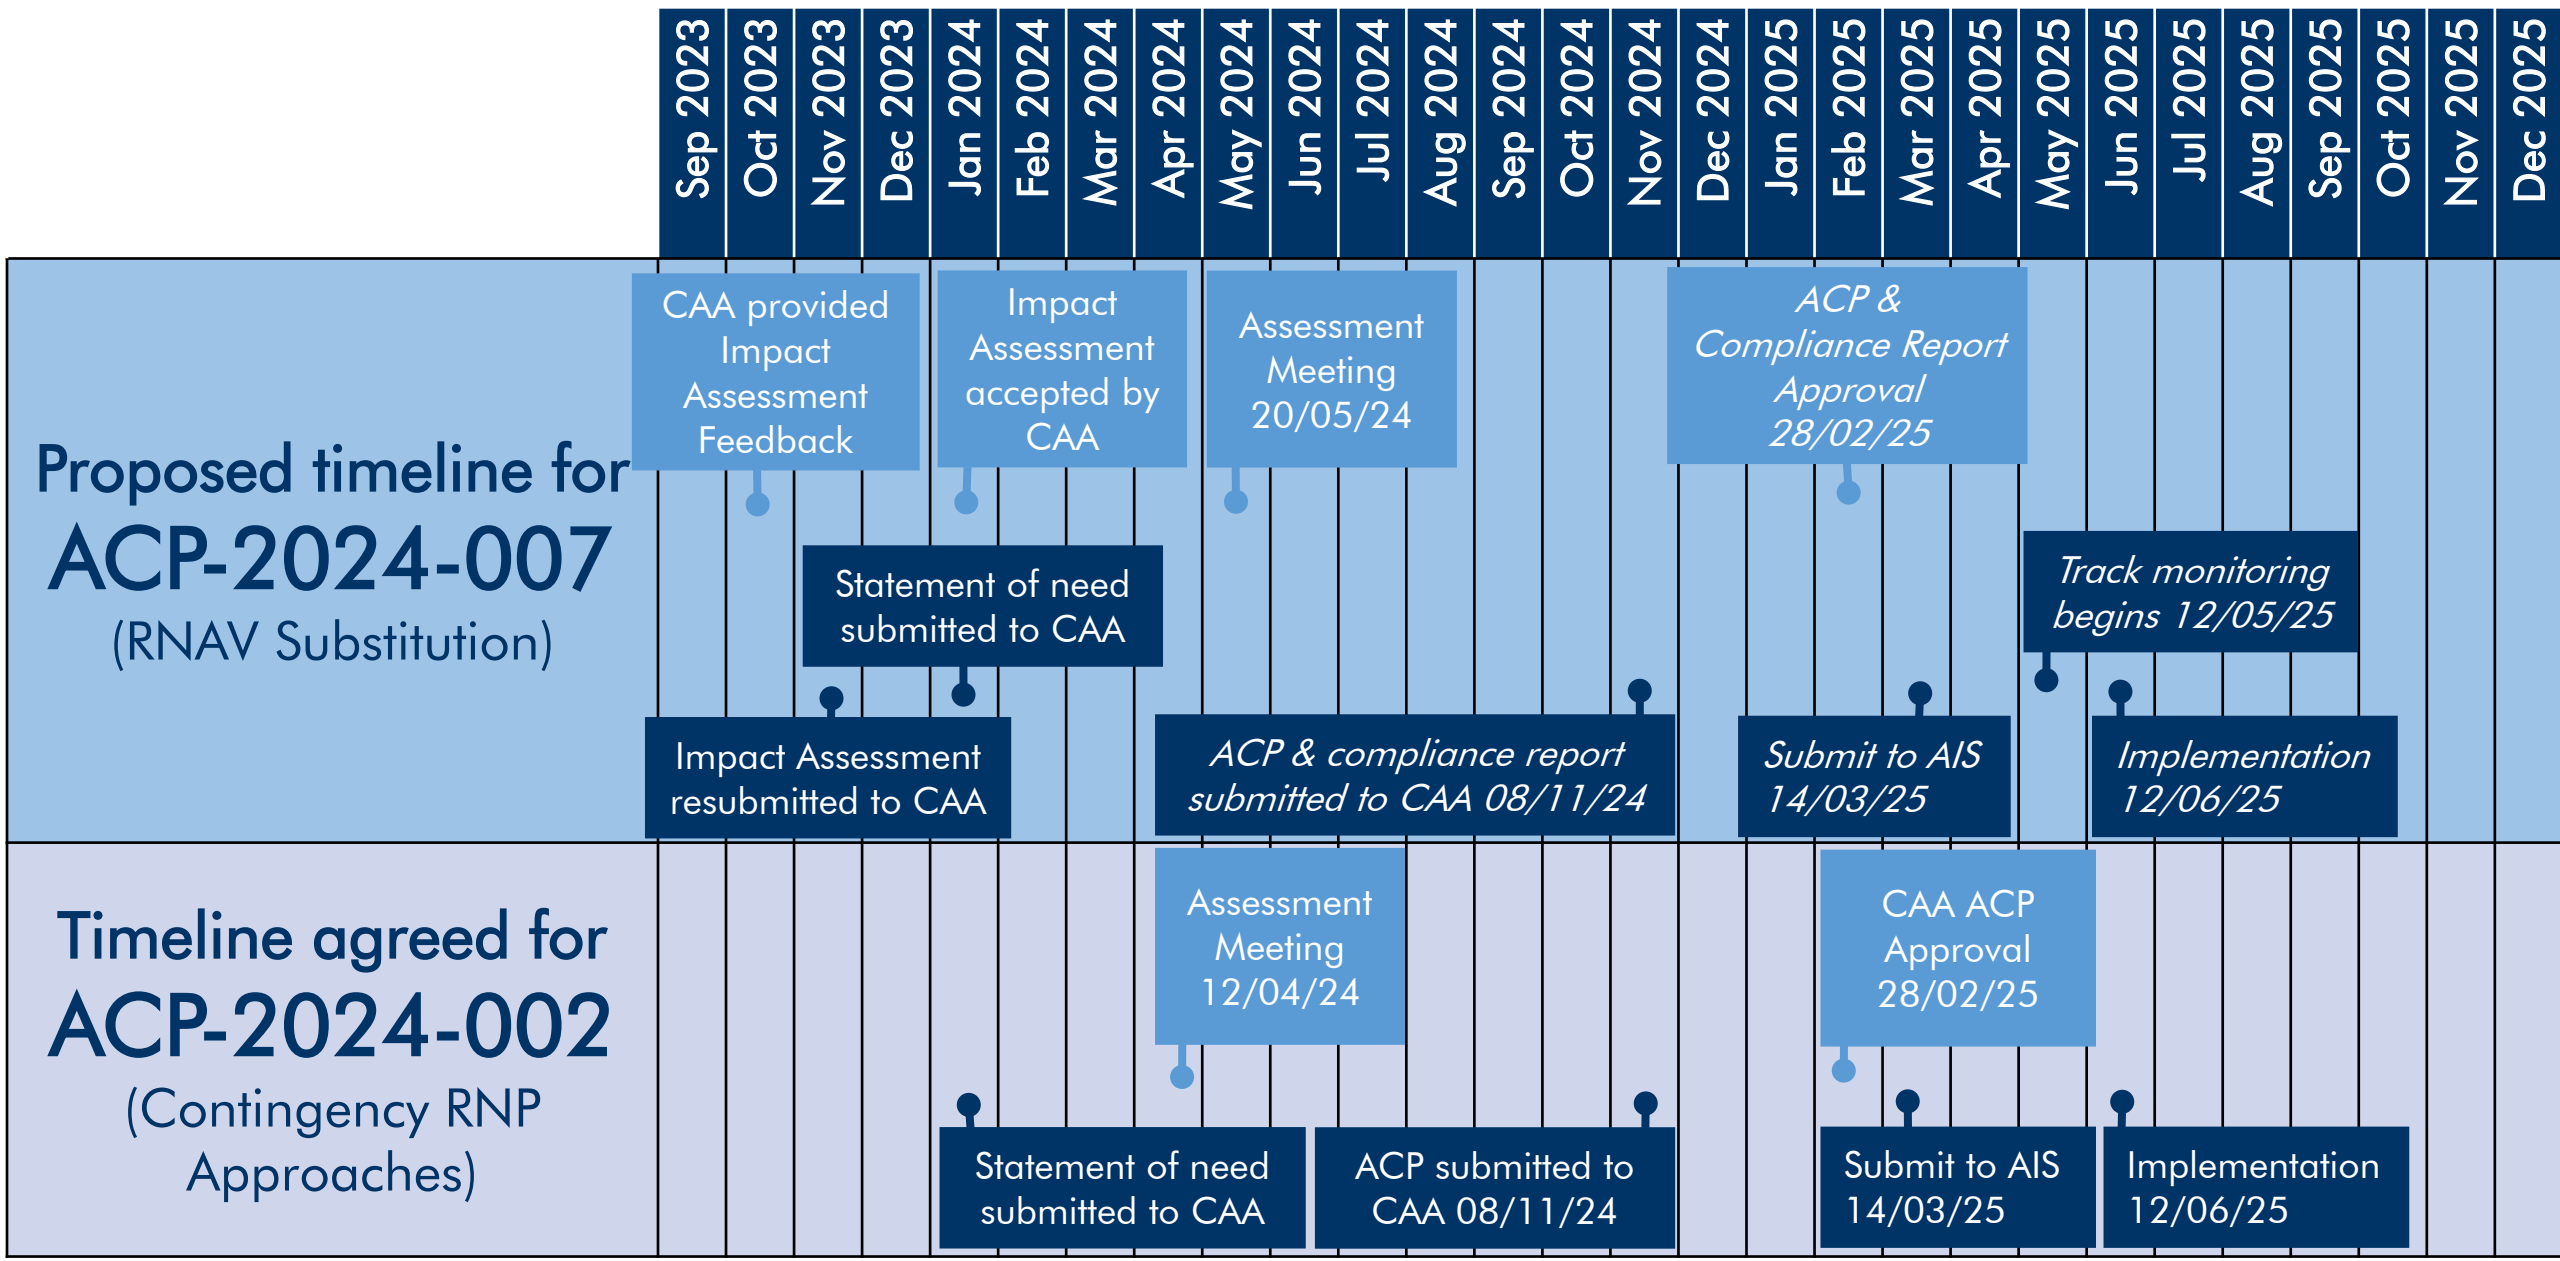 Sep 2023
Oct 2023
Nov 2023
Dec 2023
Jan 2024
Feb 2024
Mar 2024
Apr 2024
May 2024
Jun 2024
Jul 2024
Aug 2024
Sep 2024
Oct 2024
Nov 2024
Dec 2024
Jan 2025
Feb 2025
Mar 2025
Apr 2025
May 2025
Jun 2025
Jul 2025
Aug 2025
Sep 2025
Oct 2025
Nov 2025
Dec 2025
Proposed timeline for
ACP-2024-007
(RNAV Substitution)
CAA provided
Impact
Assessment
Feedback
Impact
Assessment
accepted by
CAA
Assessment
Meeting
20/05/24
ACP &
Compliance Report
Approval
28/02/25
Statement of need
submitted to CAA
Track monitoring
begins 12/05/25
Impact Assessment
resubmitted to CAA
ACP & compliance report
submitted to CAA 08/11/24
Submit to AIS
14/03/25
Implementation
12/06/25
Timeline agreed for
ACP-2024-002
(Contingency RNP
Approaches)
Assessment
Meeting
12/04/24
CAA ACP
Approval
28/02/25
Statement of need
submitted to CAA
ACP submitted to
CAA 08/11/24
Submit to AIS
14/03/25
Implementation
12/06/25